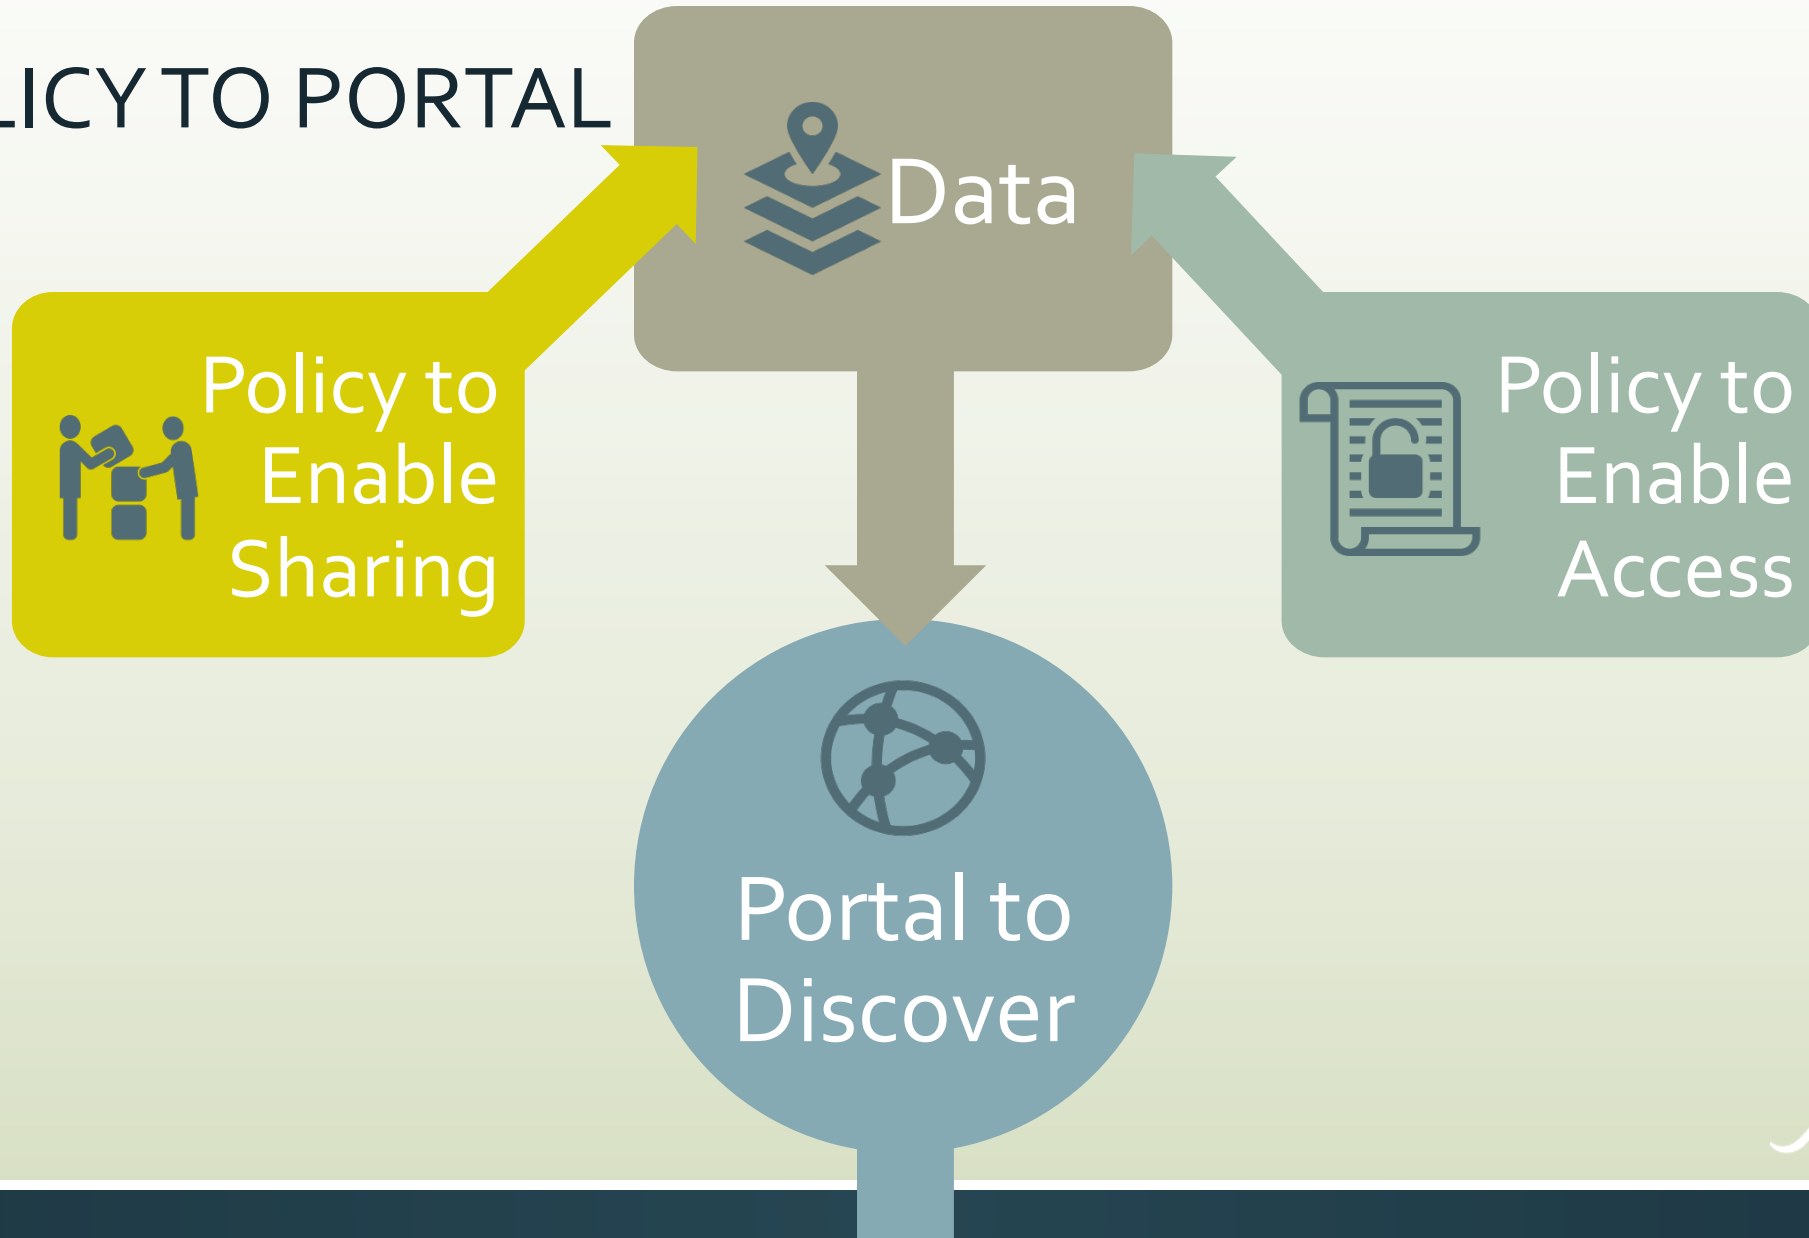 LICY TO PORTAL
Data
Policy to
Enable
Sharing
Policy to
Enable
Access
Portal to
Discover